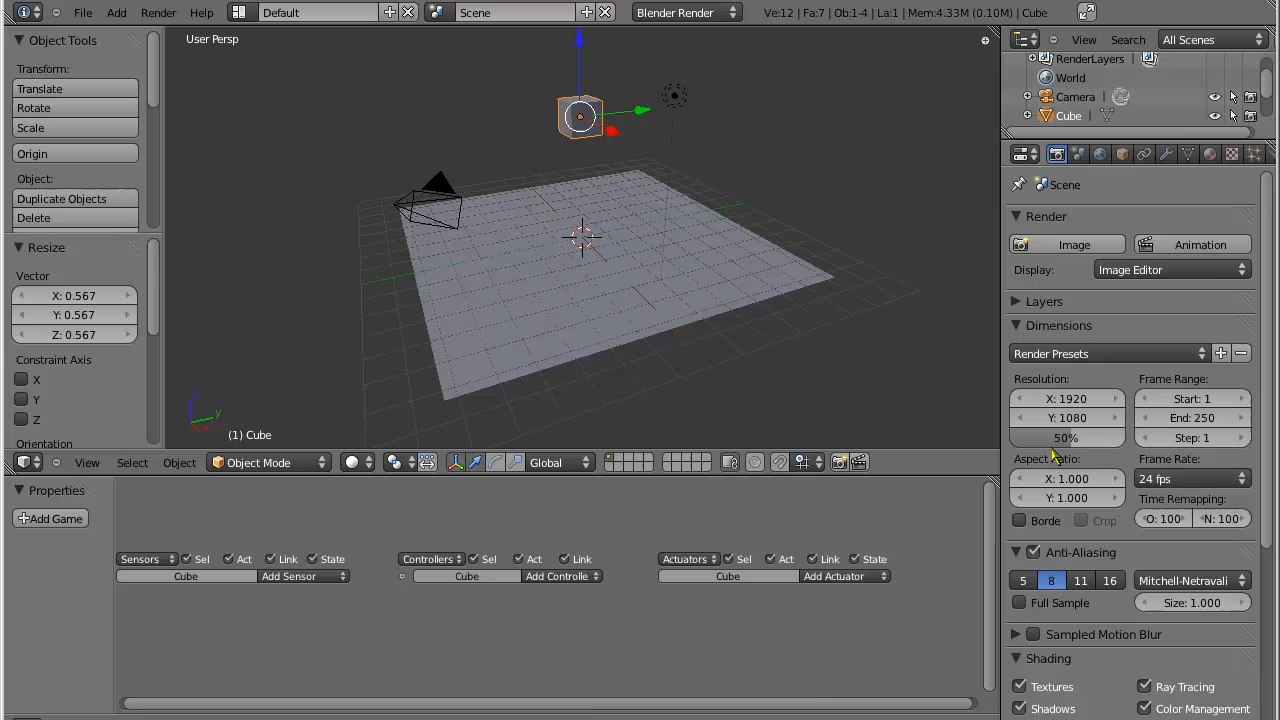 File Add Render Help Default Scene Blender Render Ve:12 | Fa:7 | Ob:1-4 | La:1 | Mem:4.33M (0.10M) | Cube
Object Tools
Transform:
Translate
Rotate
Scale
Origin
Object:
Duplicate Objects
Delete
Resize
Vector
X: 0.567
Y: 0.567
Z: 0.567
Constraint Axis
X
Y
Z
Orientation
User Persp
z
y
(1) Cube
View Select Object Object Mode Global
Properties
Add Game
Sensors Sel Act Link State
Cube Add Sensor
Controllers Sel Act Link
Cube Add Controlle
Actuators Sel Act Link State
Cube Add Actuator
View Search All Scenes
RenderLayers
World
Camera
Cube
Scene
Render
Image Animation
Display: Image Editor
Layers
Dimensions
Render Presets
Resolution: Frame Range:
X: 1920 Start: 1
Y: 1080 End: 250
50% Step: 1
Aspect Ratio: Frame Rate:
X: 1.000 24 fps
Y: 1.000 Time Remapping:
Borde Crop O: 100 N: 100
Anti-Aliasing
5 8 11 16 Mitchell-Netravali
Full Sample Size: 1.000
Sampled Motion Blur
Shading
Textures Ray Tracing
Shadows Color Management